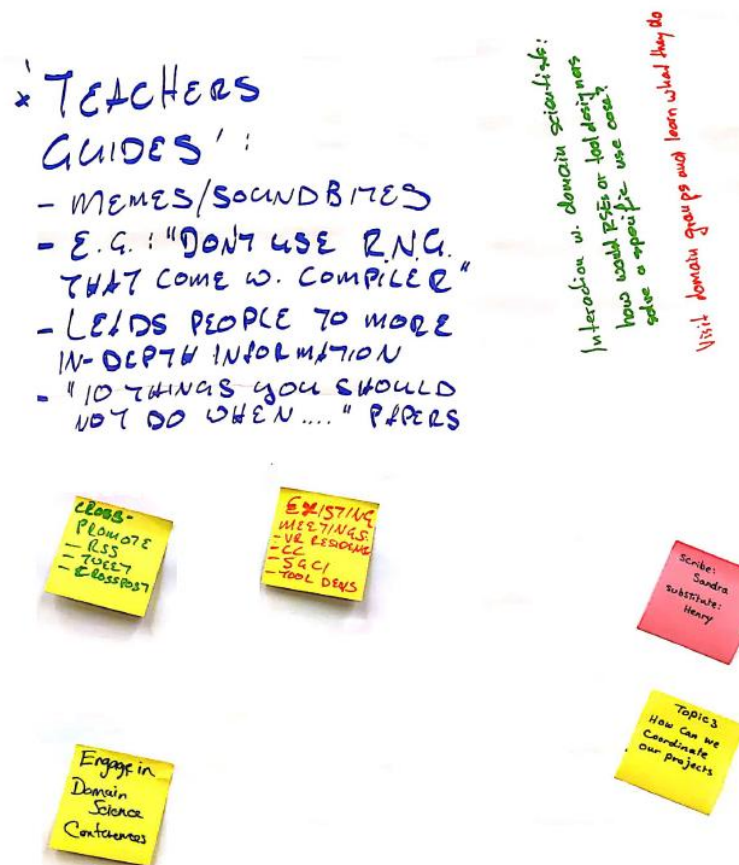 * 'TEACHERS
GUIDES':
- MEMES/SOUNDBITES
- E.G.: "DON'T USE R.N.G.
THAT COME W. COMPILER"
- LEADS PEOPLE TO MORE
IN-DEPTH INFORMATION
- "10 THINGS YOU SHOULD
NOT DO WHEN...." PAPERS
Interaction w. domain scientists:
how would RSEs or tool designers
solve a specific use case?
Visit domain groups and learn what they do
CROSS-
PROMOTE
- RSS
- TWEET
- CROSSPOST
EXISTING
MEETINGS:
- VR
- CC
- SGCI
- TOOL DEVS
Scribe:
Sandra
Substitute:
Henry
Topic 3
How Can we
Coordinate
our projects
Engage in
Domain
Science
Conferences